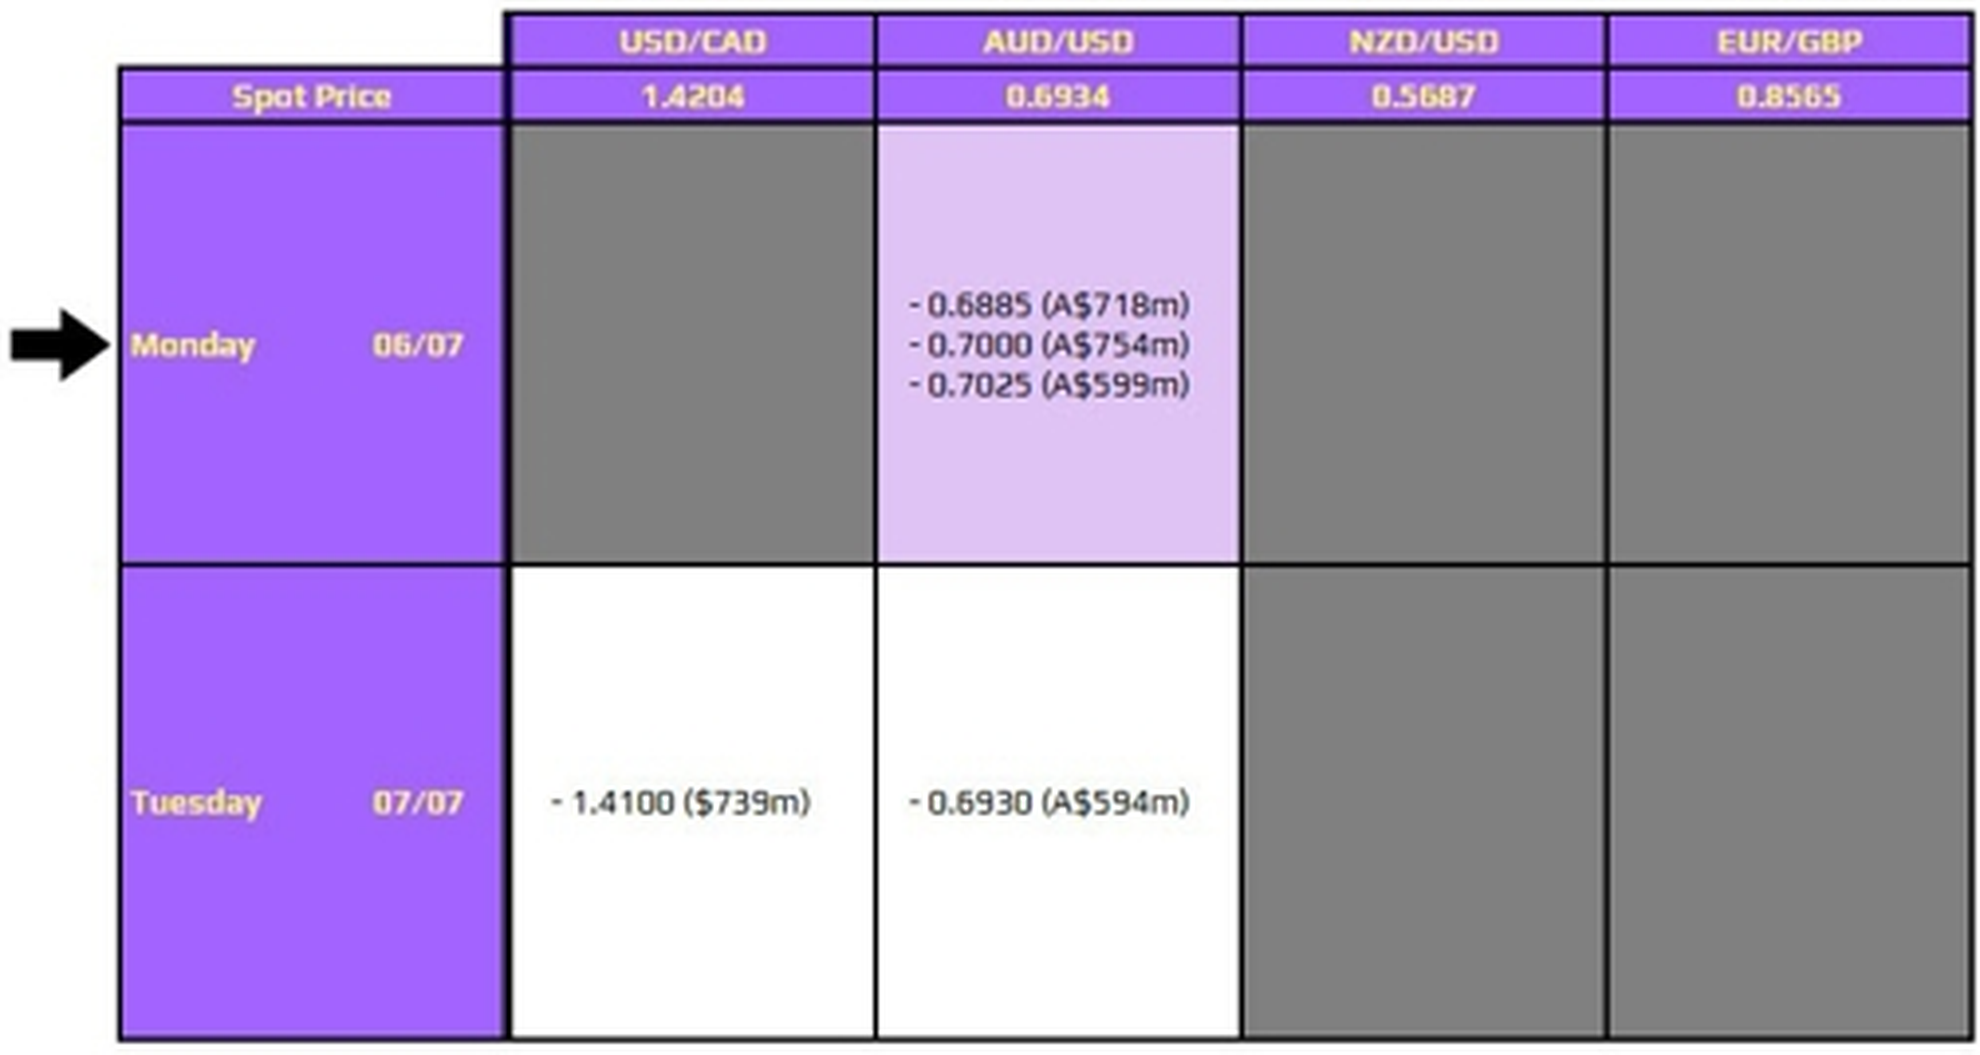 USD/CAD AUD/USD NZD/USD EUR/GBP
Spot Price 1.4204 0.6934 0.5687 0.8565
- 0.6885 (A$718m)
Monday 06/07 - 0.7000 (A$754m)
- 0.7025 (A$599m)
Tuesday 07/07 - 1.4100 ($739m) - 0.6930 (A$594m)